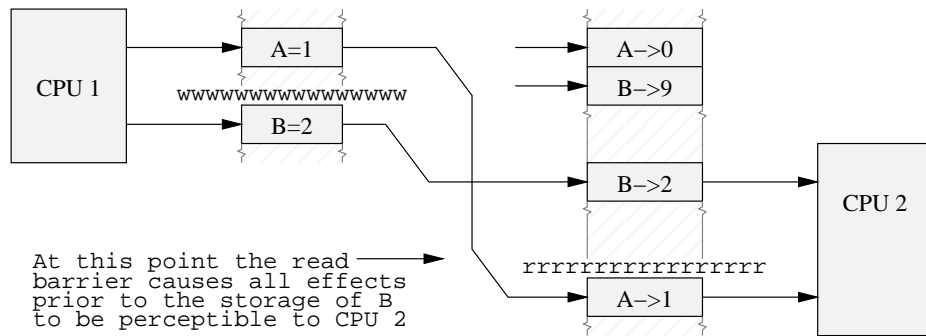 A=1
A−>0
CPU 1
B−>9
wwwwwwwwwwwwwwww
B=2
B−>2
CPU 2
At this point the read
barrier causes all effects
prior to the storage of B
to be perceptible to CPU 2
rrrrrrrrrrrrrrrrr
A−>1